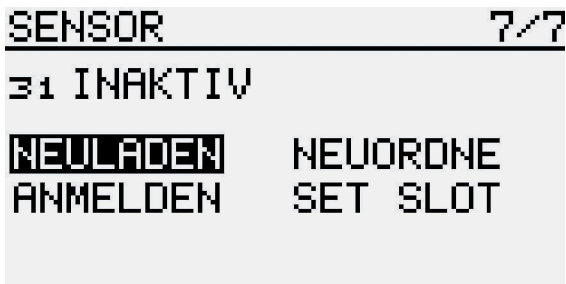 SENSOR 7/7
31 INAKTIV
NEULADEN NEUORDNE
ANMELDEN SET SLOT